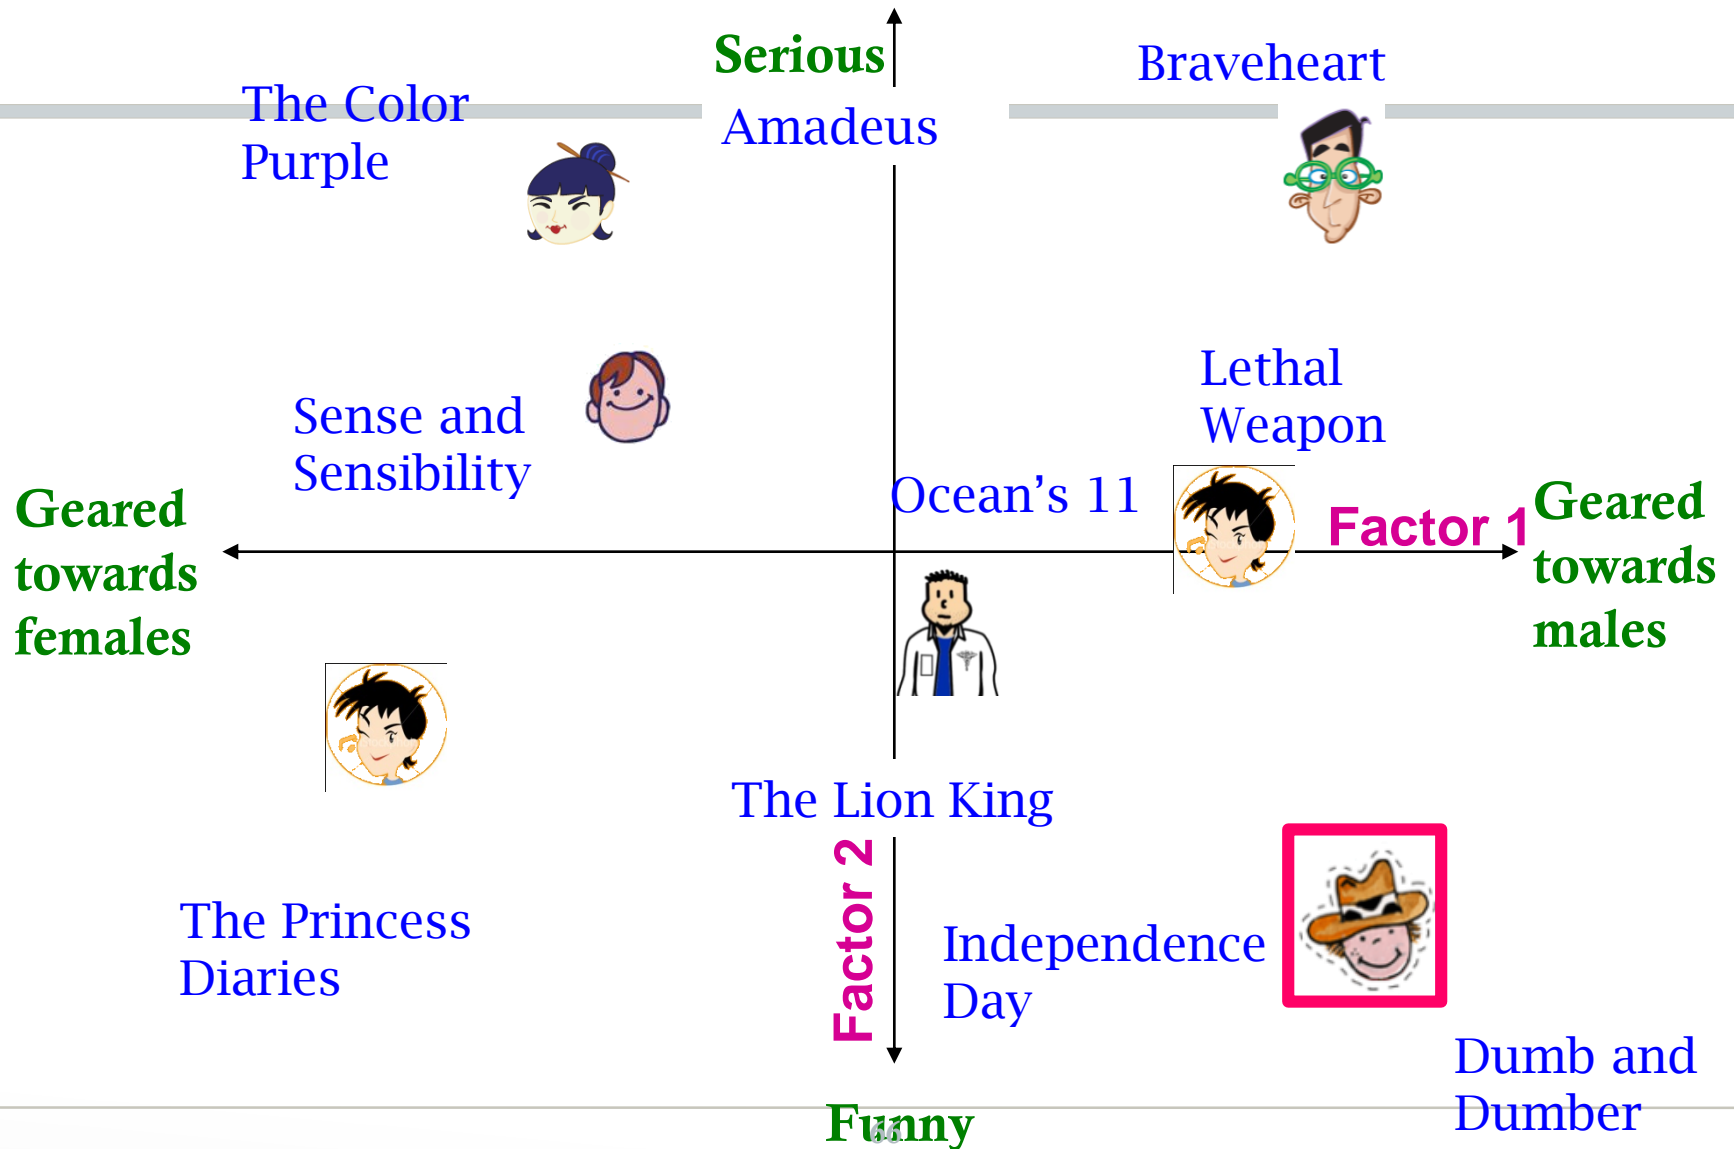 Serious
Braveheart
The Color
Purple
Amadeus
Lethal
Weapon
Sense and
Sensibility
Ocean’s 11
Geared
towards
females
Factor 1
Geared
towards
males
The Lion King
Factor 2
The Princess
Diaries
Independence
Day
Dumb and
Dumber
Funny
66